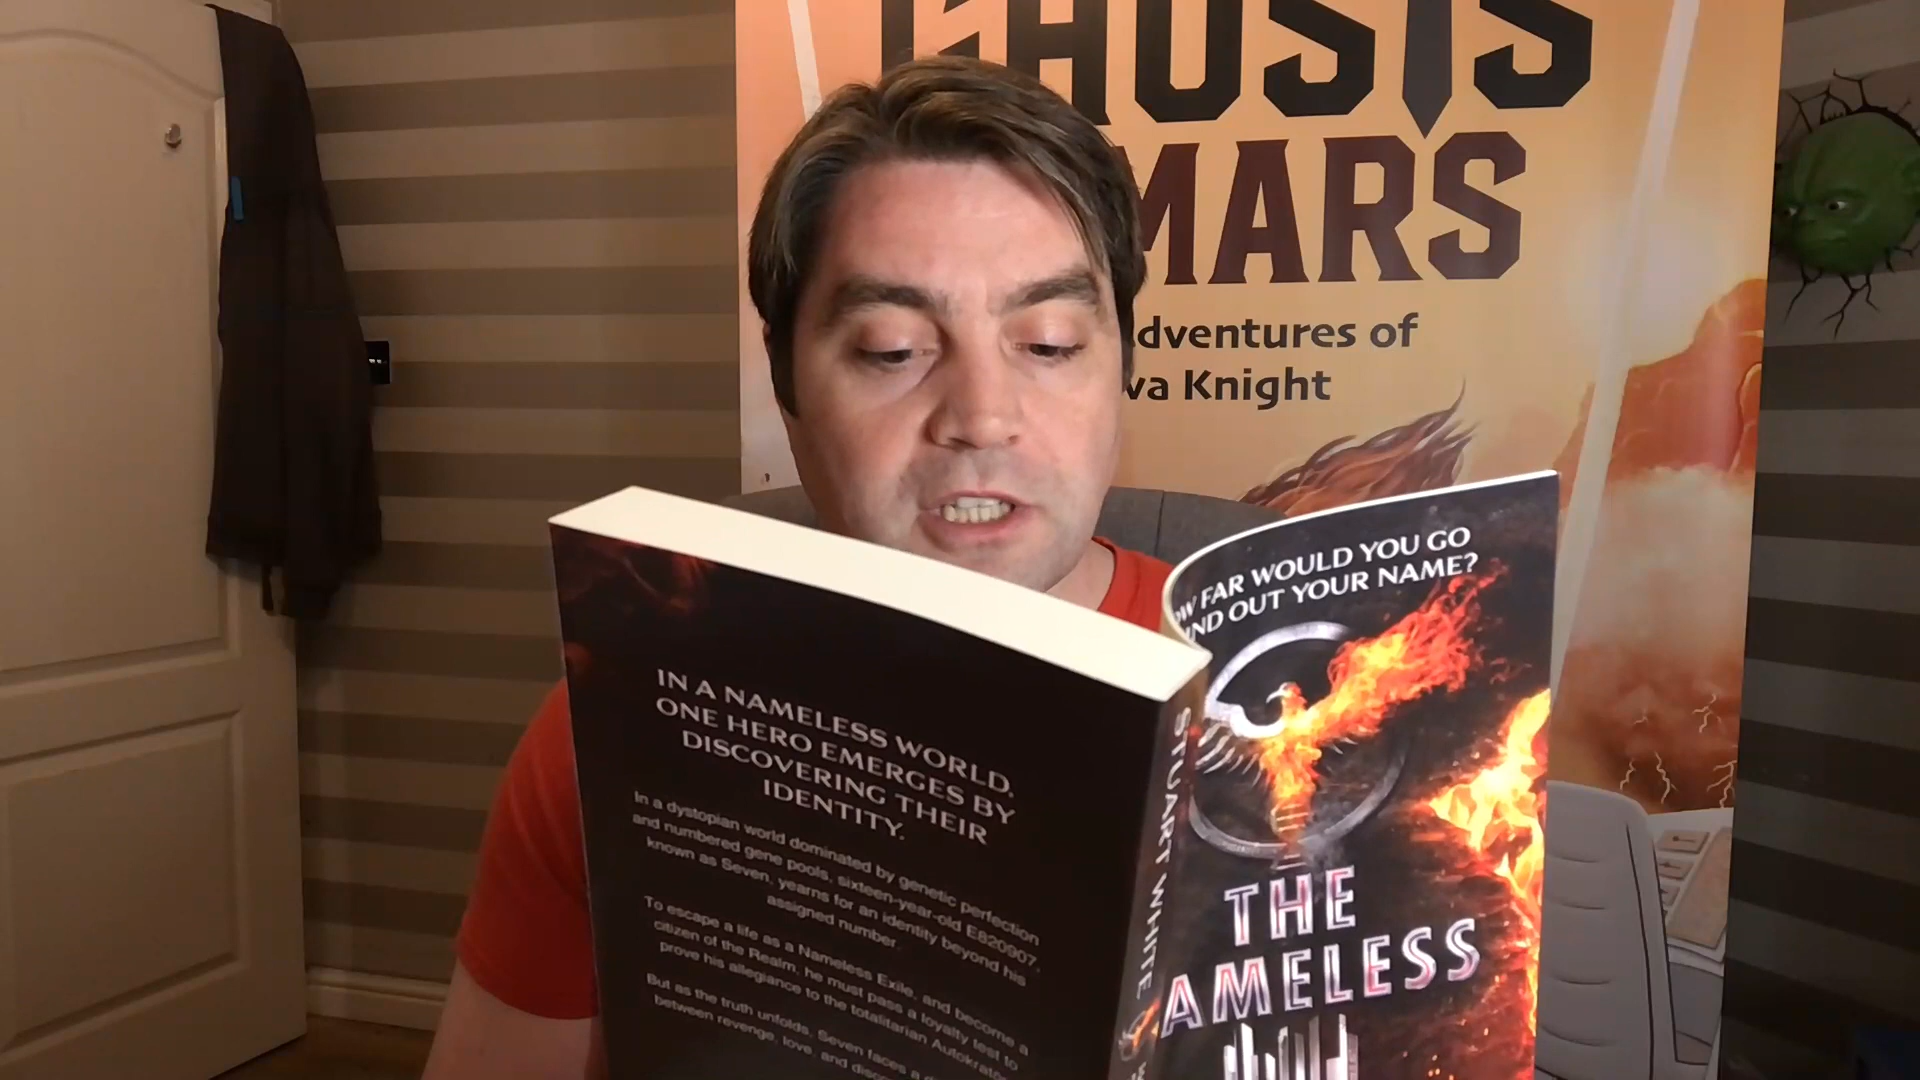 GHOSTS
MARS
dventures of
va Knight
IN A NAMELESS WORLD,
ONE HERO EMERGES BY
DISCOVERING THEIR
IDENTITY.
In a dystopian world dominated by genetic perfection
and numbered gene pools, sixteen-year-old E820907,
known as Seven, yearns for an identity beyond his
assigned number.
To escape a life as a Nameless Exile, and become a
citizen of the Realm, he must pass a loyalty test to
prove his allegiance to the totalitarian
But as the truth unfolds, Seven faces a
between revenge, love, and
STUART WHITE
OW FAR WOULD YOU GO
IND OUT YOUR NAME?
THE
AMELESS